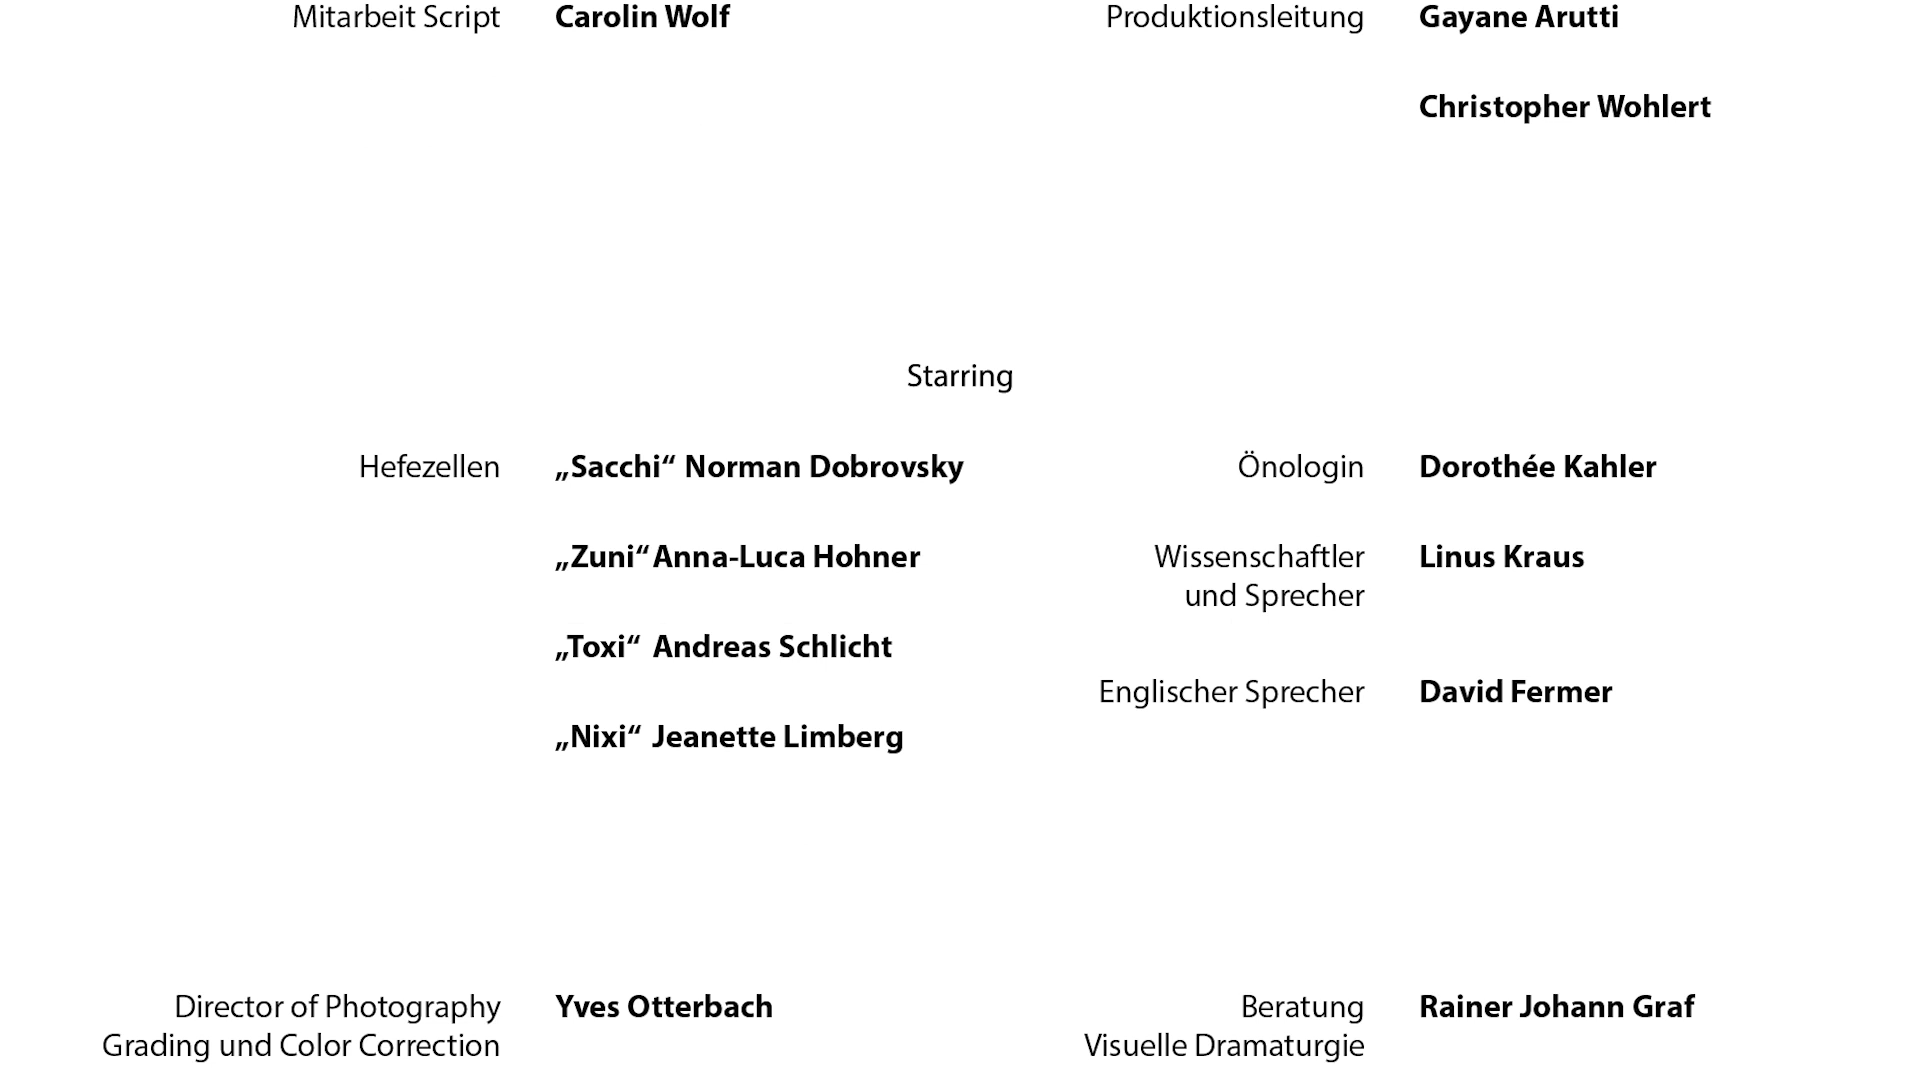 Mitarbeit Script Carolin Wolf
Produktionsleitung Gayane Arutti
Christopher Wohlert
Starring
Hefezellen „Sacchi“ Norman Dobrovsky
„Zuni“ Anna-Luca Hohner
„Toxi“ Andreas Schlicht
„Nixi“ Jeanette Limberg
Önologin Dorothée Kahler
Wissenschaftler Linus Kraus
und Sprecher
Englischer Sprecher David Fermer
Director of Photography Yves Otterbach
Grading und Color Correction
Beratung Rainer Johann Graf
Visuelle Dramaturgie